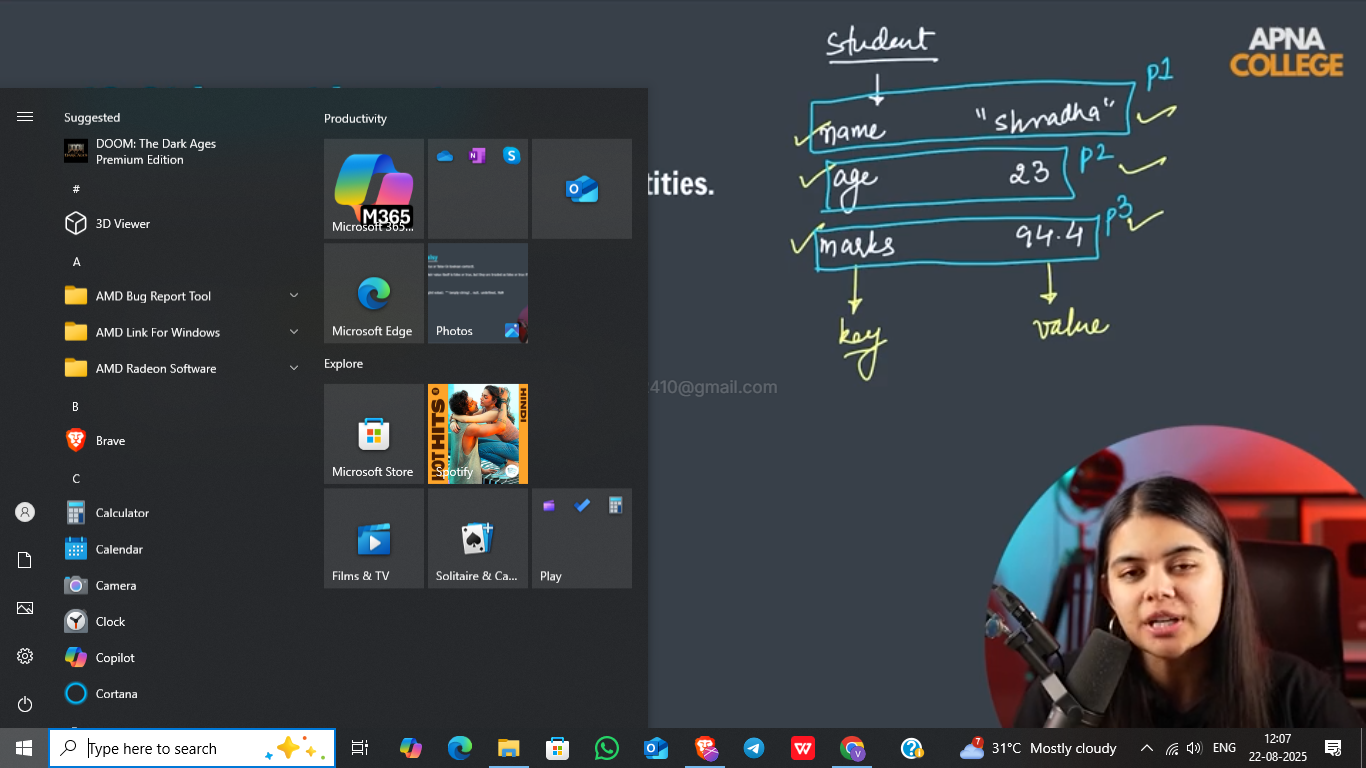 student
APNA
COLLEGE
p1
name "Shradha"
age 23
p2
marks 94.4
p3
key
value
tities.
410@gmail.com
Suggested
DOOM: The Dark Ages
Premium Edition
#
3D Viewer
A
AMD Bug Report Tool
AMD Link For Windows
AMD Radeon Software
B
Brave
C
Calculator
Calendar
Camera
Clock
Copilot
Cortana
Productivity
M365
Microsoft 365...
Microsoft Edge
Photos
Explore
Microsoft Store
HOT HITS
HINDI
Spotify
Films & TV
Solitaire & Ca...
Play
Type here to search
7
31°C Mostly cloudy
ENG
12:07
22-08-2025